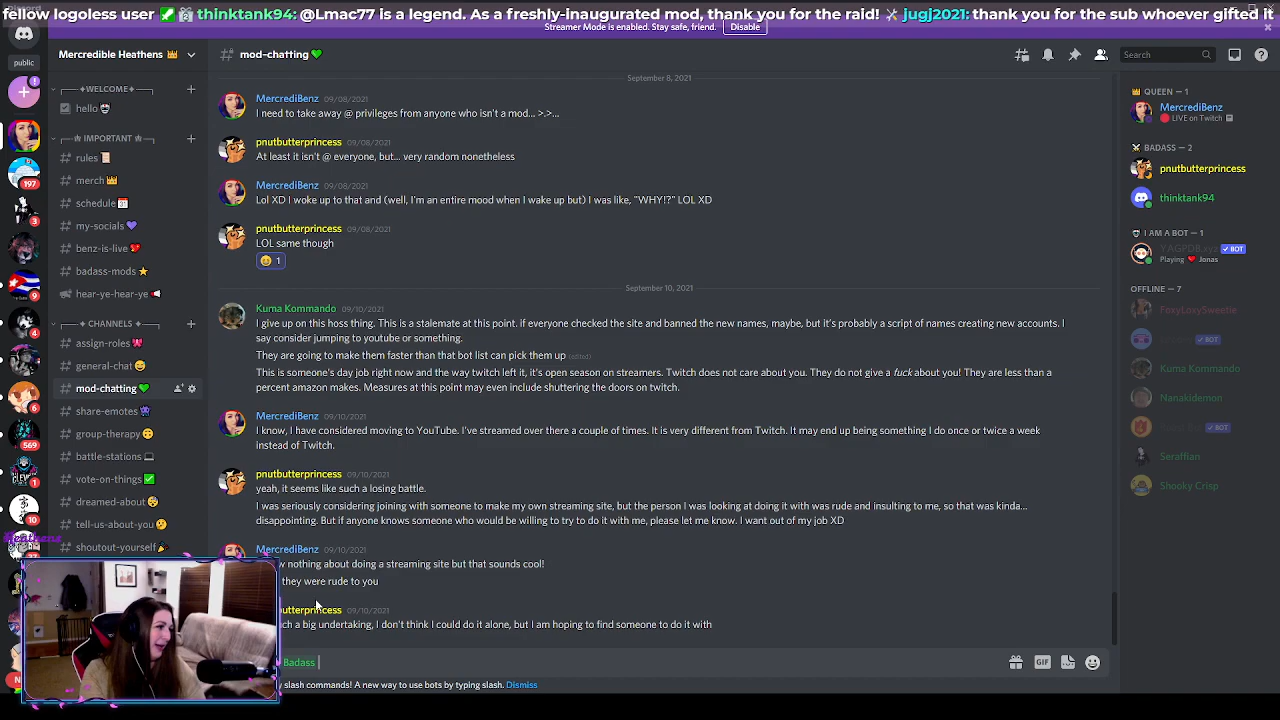 ellow logoless user thinktank94: @Lmac77 is a legend. As a freshly-inaugurated mod, thank you for the raid! jugj2021: thank you for the sub whoever gifted it
Streamer Mode is enabled. Stay safe, friend. Disable
public
197
3
9
4
6
569
10
Mercredible Heathens
WELCOME
hello
IMPORTANT
rules
merch
schedule
my-socials
benz-is-live
badass-mods
hear-ye-hear-ye
CHANNELS
assign-roles
general-chat
mod-chatting
share-emotes
group-therapy
battle-stations
vote-on-things
dreamed-about
tell-us-about-you
shoutout-yourself
Heathens
# mod-chatting
Search
September 8, 2021
MercrediBenz 09/08/2021
I need to take away @ privileges from anyone who isn't a mod... >.>...
pnutbutterprincess 09/08/2021
At least it isn't @ everyone, but... very random nonetheless
MercrediBenz 09/08/2021
Lol XD I woke up to that and (well, I'm an entire mood when I wake up but) I was like, "WHY!?" LOL XD
pnutbutterprincess 09/08/2021
LOL same though
1
September 10, 2021
Kuma Kommando 09/10/2021
I give up on this hoss thing. This is a stalemate at this point. if everyone checked the site and banned the new names, maybe, but it's probably a script of names creating new accounts. I
say consider jumping to youtube or something.
They are going to make them faster than that bot list can pick them up (edited)
This is someone's day job right now and the way twitch left it, it's open season on streamers. Twitch does not care about you. They do not give a fuck about you! They are less than a
percent amazon makes. Measures at this point may even include shutting the doors on twitch.
MercrediBenz 09/10/2021
I know, I have considered moving to YouTube. I've streamed over there a couple of times. It is very different from Twitch. It may end up being something I do once or twice a week
instead of Twitch.
pnutbutterprincess 09/10/2021
yeah, it seems like such a losing battle.
I was seriously considering joining with someone to make my own streaming site, but the person I was looking at doing it with was rude and insulting to me, so that was kinda...
disappointing. But if anyone knows someone who would be willing to try to do it with me, please let me know. I want out of my job XD
MercrediBenz 09/10/2021
nothing about doing a streaming site but that sounds cool!
they were rude to you
utterprincess 09/10/2021
ch a big undertaking, I don't think I could do it alone, but I am hoping to find someone to do it with
Badass
GIF
slash commands! A new way to use bots by typing slash. Dismiss
QUEEN — 1
MercrediBenz
LIVE on Twitch
BADASS — 2
pnutbutterprincess
thinktank94
I AM A BOT — 1
YAGPDB.xyz BOT
Playing Jonas
OFFLINE — 7
FoxyLoxySweetie
BOT
Kuma Kommando
Nanakidemon
BOT
Seraffian
Shooky Crisp